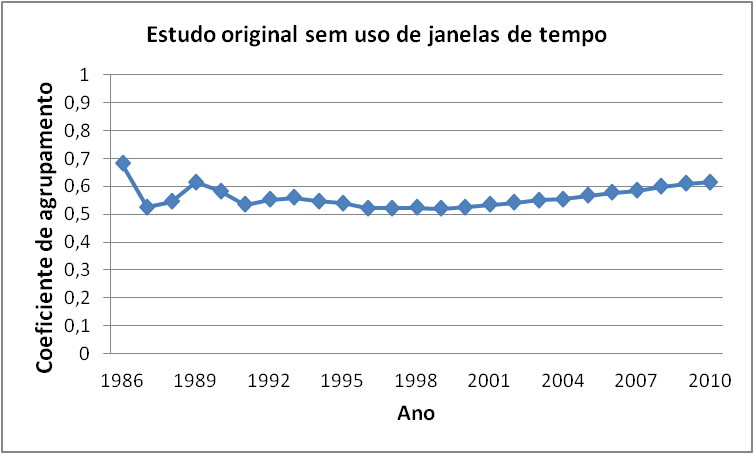 Estudo original sem uso de janelas de tempo
Coeficiente de agrupamento
1
0,9
0,8
0,7
0,6
0,5
0,4
0,3
0,2
0,1
0
1986 1989 1992 1995 1998 2001 2004 2007 2010
Ano